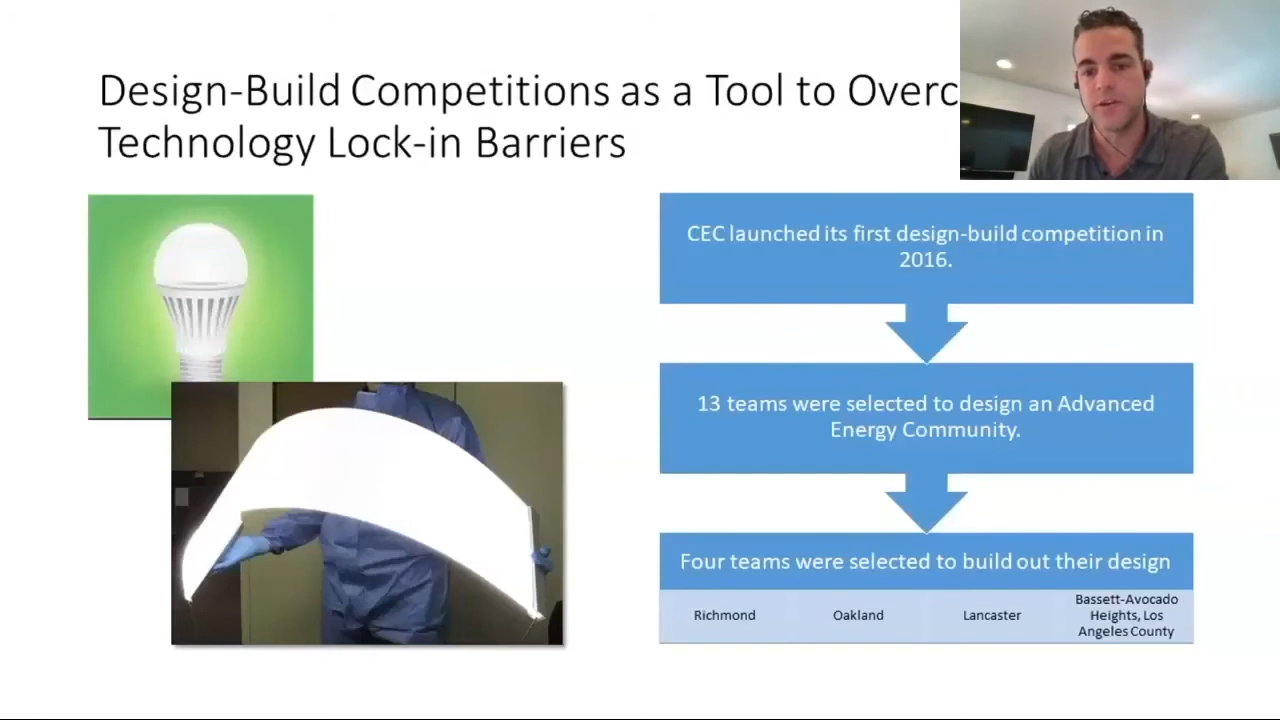 Design-Build Competitions as a Tool to Overc
Technology Lock-in Barriers
CEC launched its first design-build competition in
2016.
13 teams were selected to design an Advanced
Energy Community.
Four teams were selected to build out their design
Richmond
Oakland
Lancaster
Bassett-Avocado
Heights, Los
Angeles County